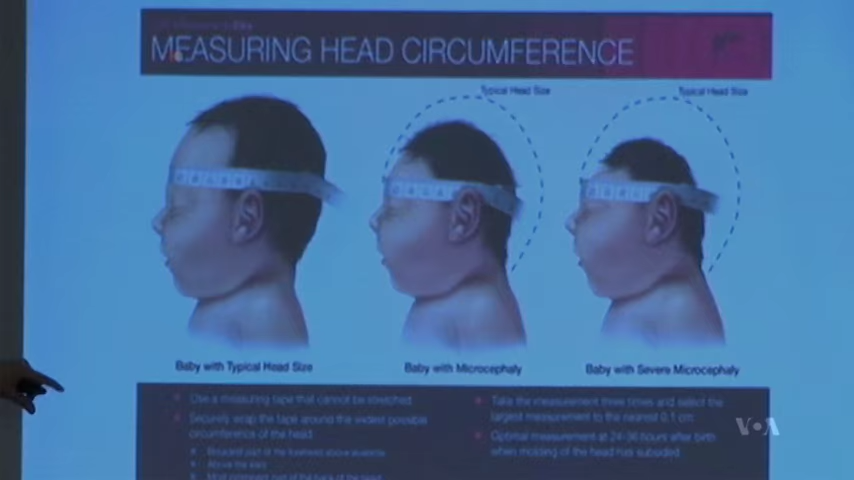 MEASURING HEAD CIRCUMFERENCE
Typical Head Size
Typical Head Size
Baby with Typical Head Size
Baby with Microcephaly
Baby with Severe Microcephaly
Use a measuring tape that cannot be stretched
Securely wrap the tape around the widest possible
circumference of the head
Broadest part of the forehead above eyebrow
Above the ears
Most prominent part of the back of the head
Take the measurement three times and select the
largest measurement to the nearest 0.1 cm
Optimal measurement at 24-36 hours after birth
when molding of the head has subsided
VOA